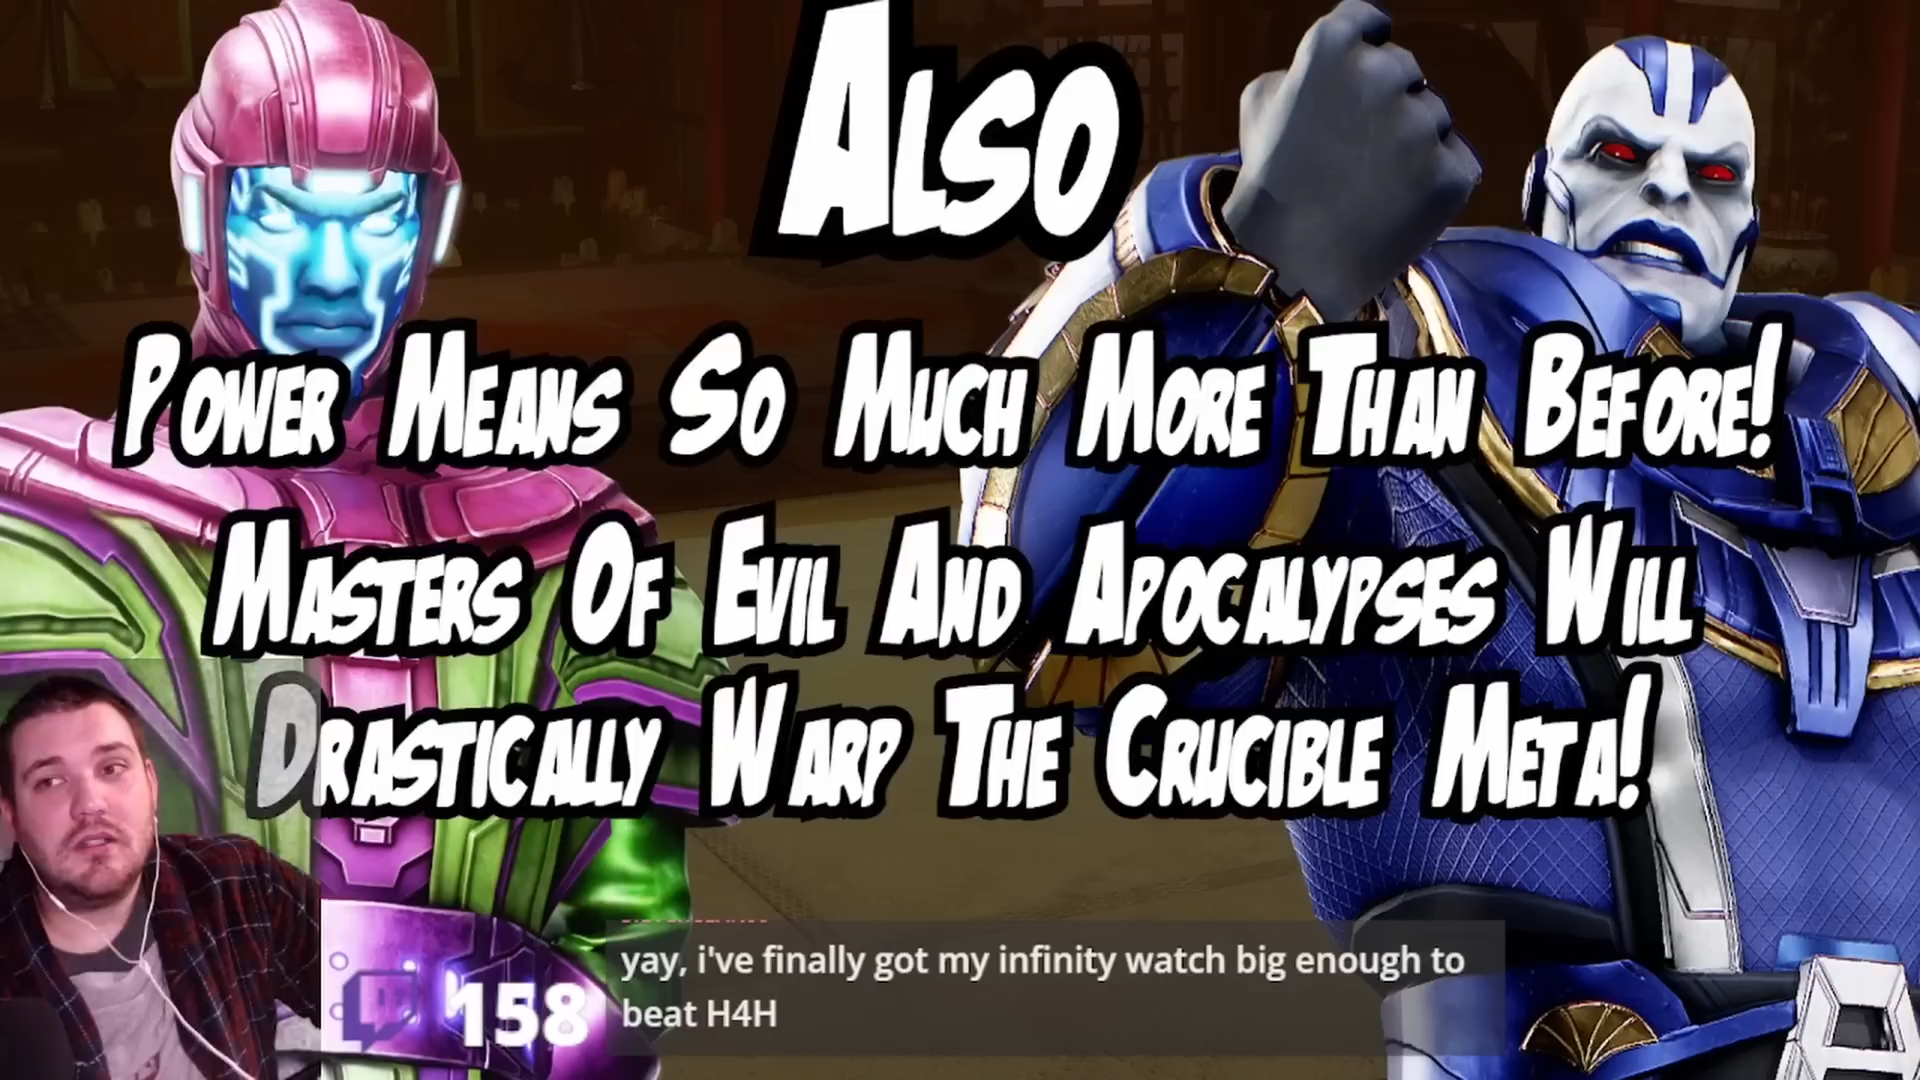 Also
Power Means So Much More Than Before!
Masters Of Evil And Apocalypses Will
Drastically Warp The Crucible Meta!
yay, i've finally got my infinity watch big enough to
beat H4H
158